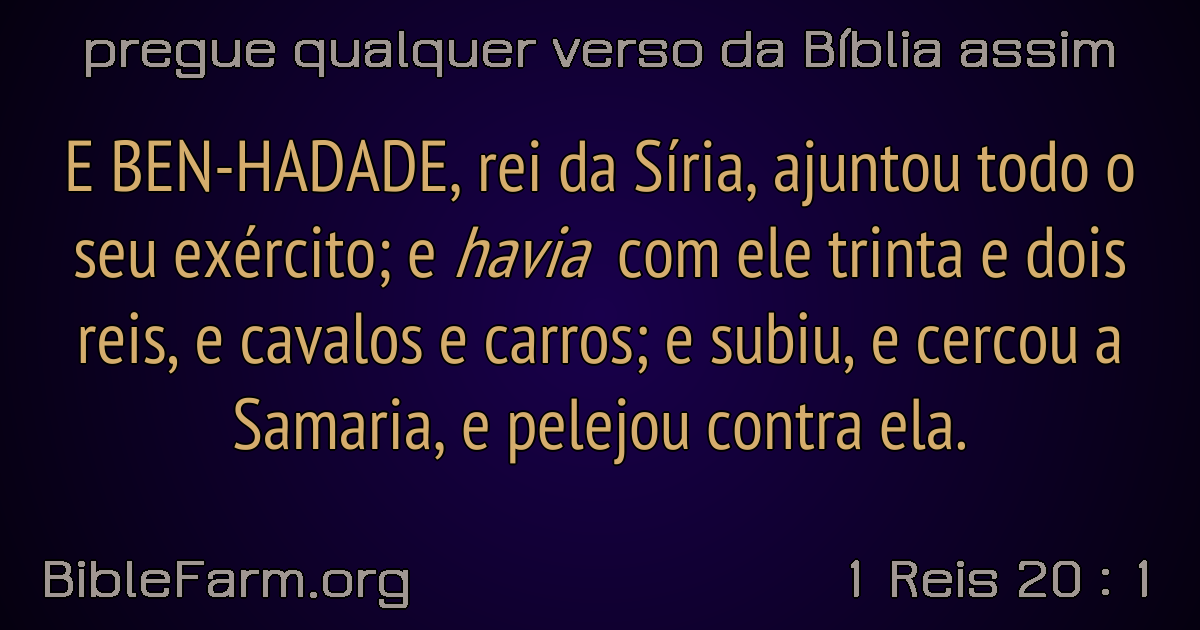 pregue qualquer verso da Bíblia assim
E BEN-HADADE, rei da Síria, ajuntou todo o
seu exército; e havia com ele trinta e dois
reis, e cavalos e carros; e subiu, e cercou a
Samaria, e pelejou contra ela.
BibleFarm.org
1 Reis 20 : 1